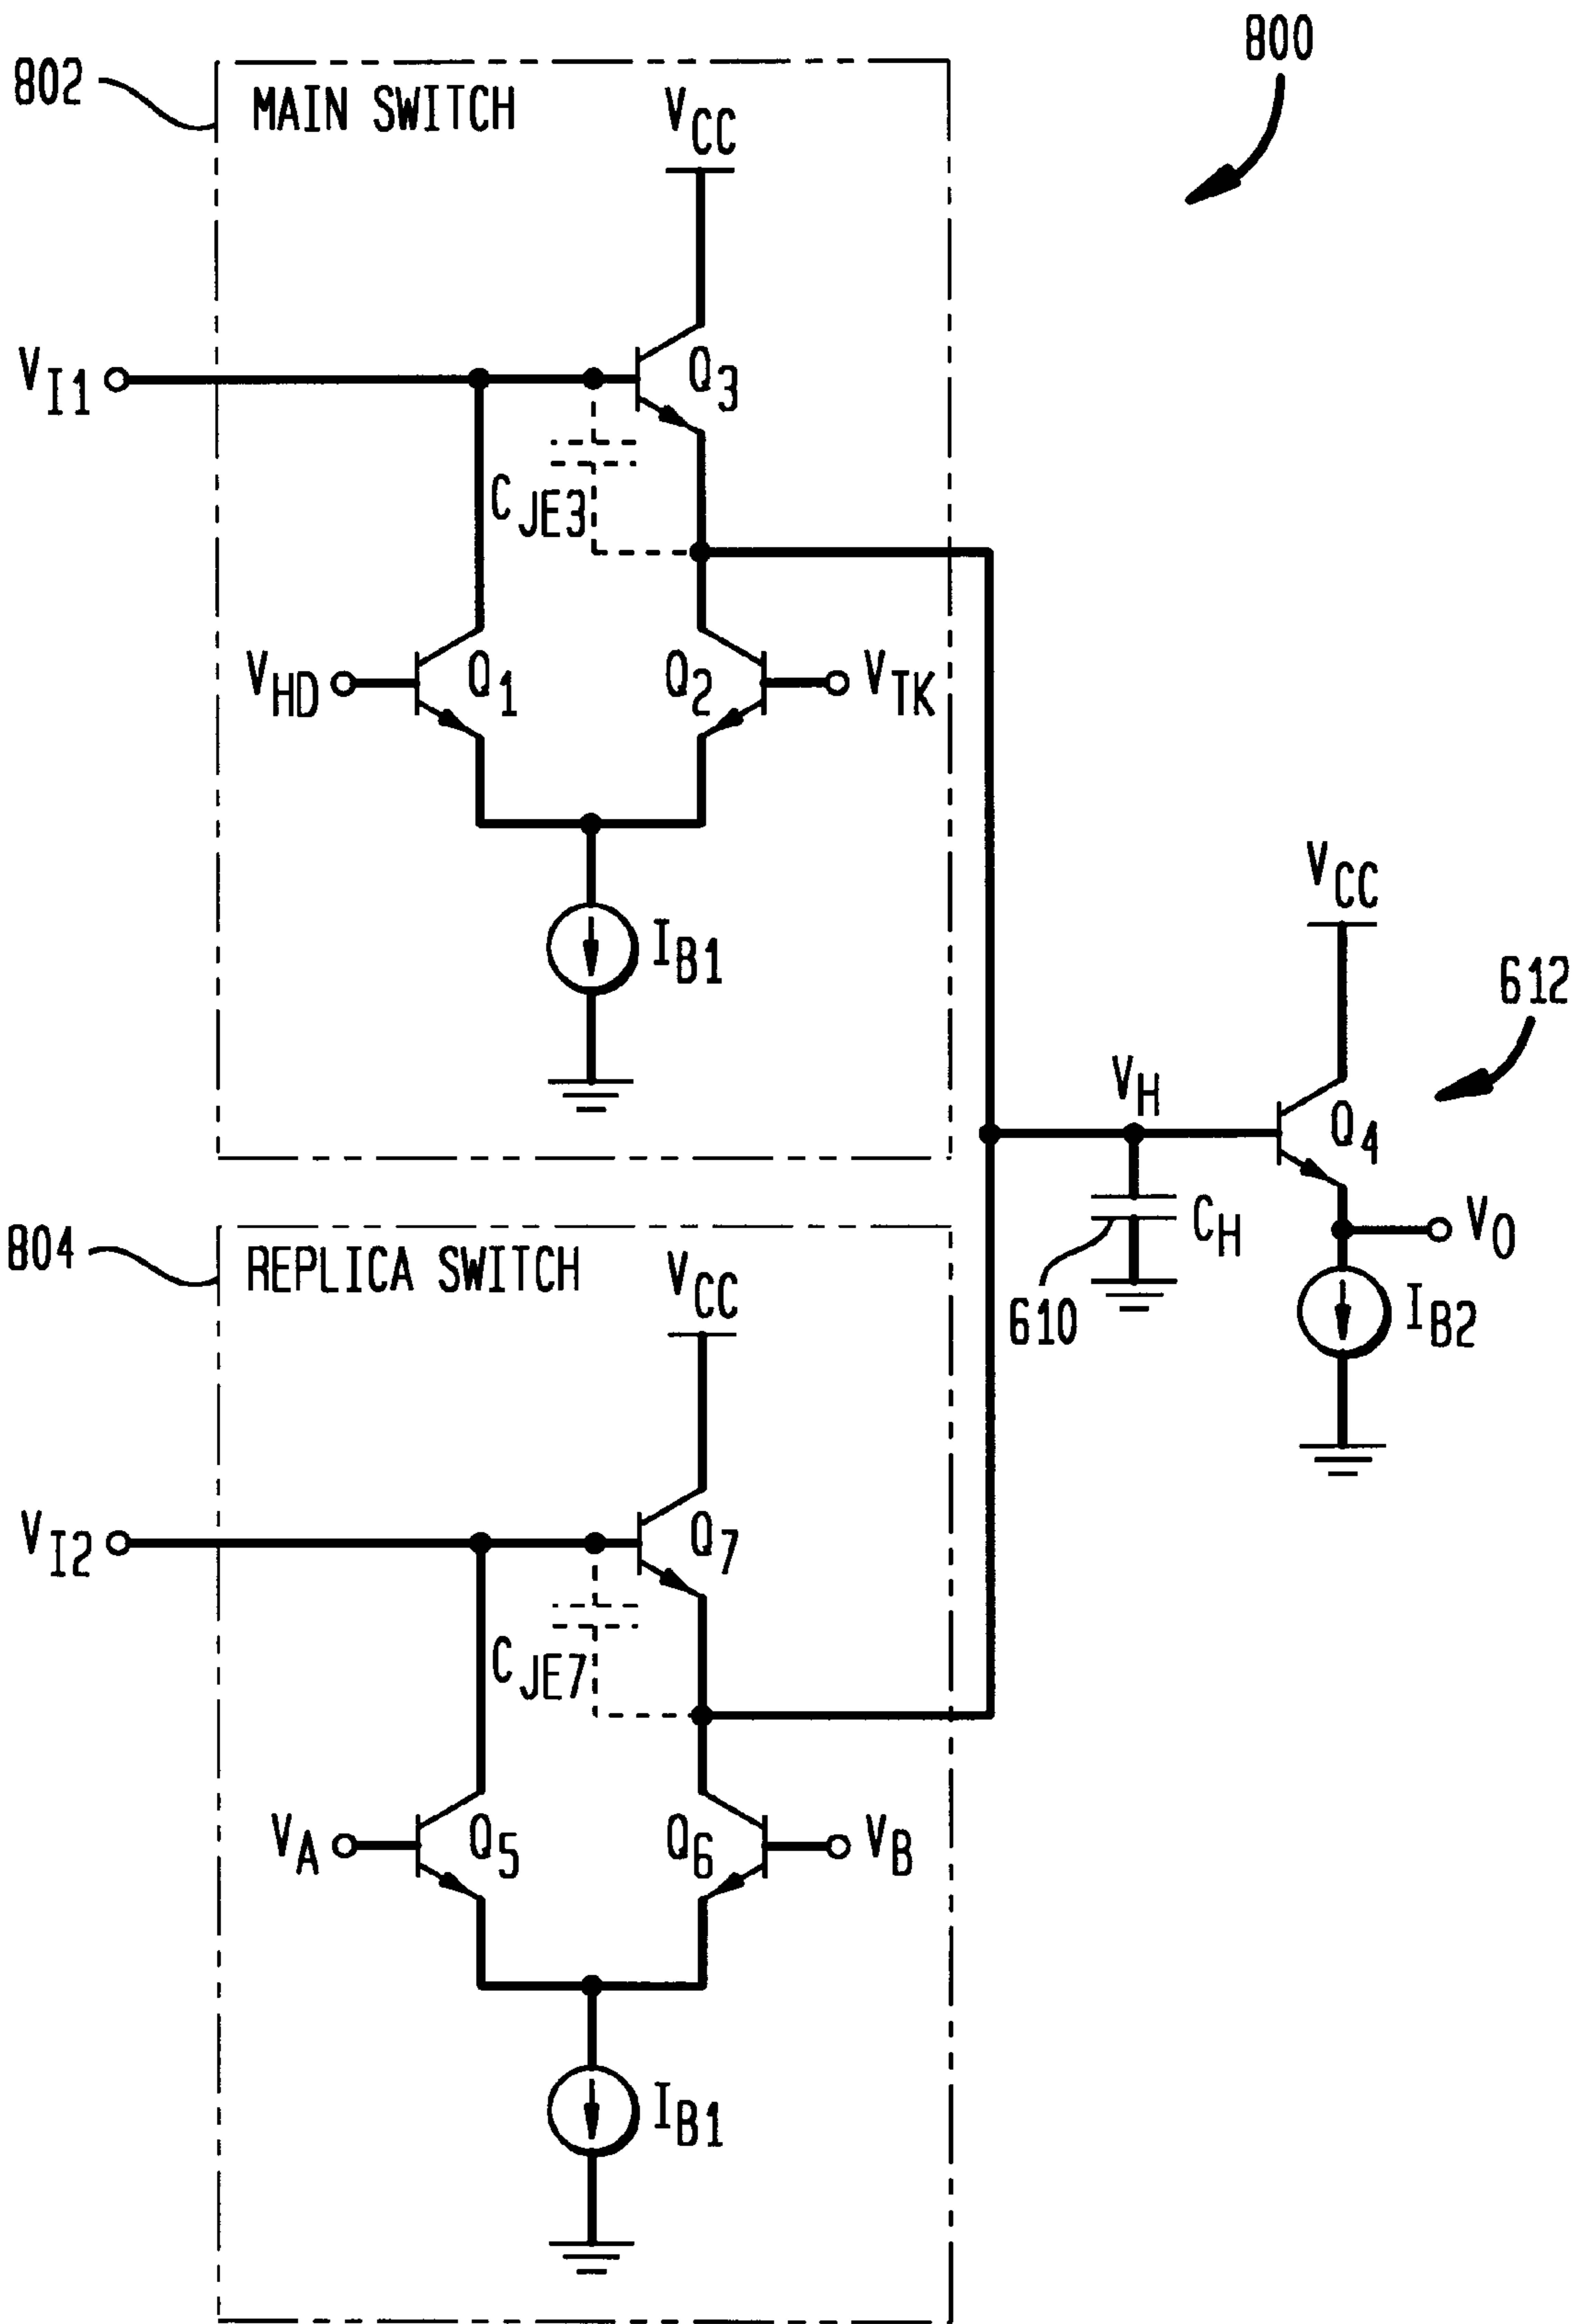 800
802
MAIN SWITCH
VCC
VI1
Q3
CJE3
VHD
Q1
Q2
VTK
IB1
VCC
612
VH
Q4
CH
VO
610
IB2
804
REPLICA SWITCH
VCC
VI2
Q7
CJE7
VA
Q5
Q6
VB
IB1